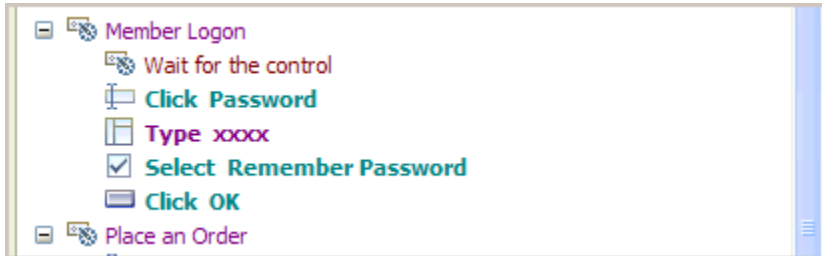 Member Logon
Wait for the control
Click Password
Type xxxx
Select Remember Password
Click OK
Place an Order